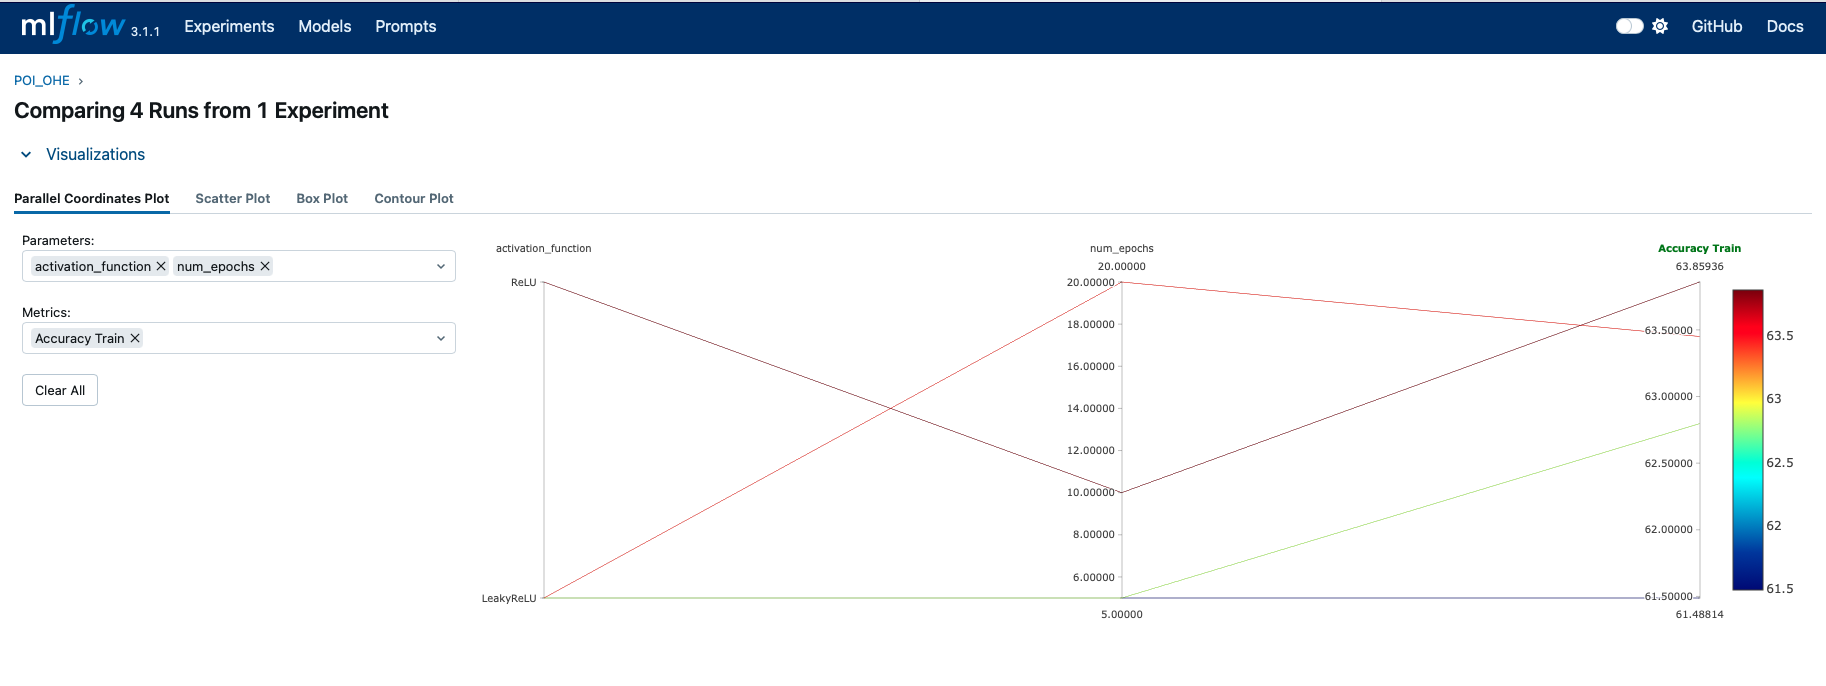 mlflow 3.1.1 Experiments Models Prompts GitHub Docs
POI_OHE ›
Comparing 4 Runs from 1 Experiment
Visualizations
Parallel Coordinates Plot Scatter Plot Box Plot Contour Plot
Parameters:
activation_function × num_epochs ×
Metrics:
Accuracy Train ×
Clear All
activation_function
ReLU
LeakyReLU
num_epochs
20.00000
20.00000
18.00000
16.00000
14.00000
12.00000
10.00000
8.00000
6.00000
5.00000
Accuracy Train
63.85936
63.50000
63.00000
62.50000
62.00000
61.50000
61.48814
63.5
63
62.5
62
61.5